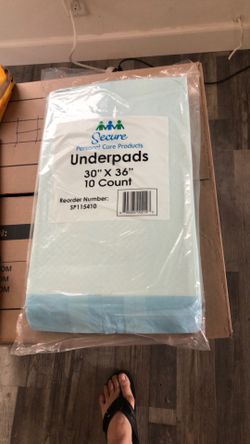 Secure
Personal Care Products
Underpads
30" X 36"
10 Count
Reorder Number:
SP115410